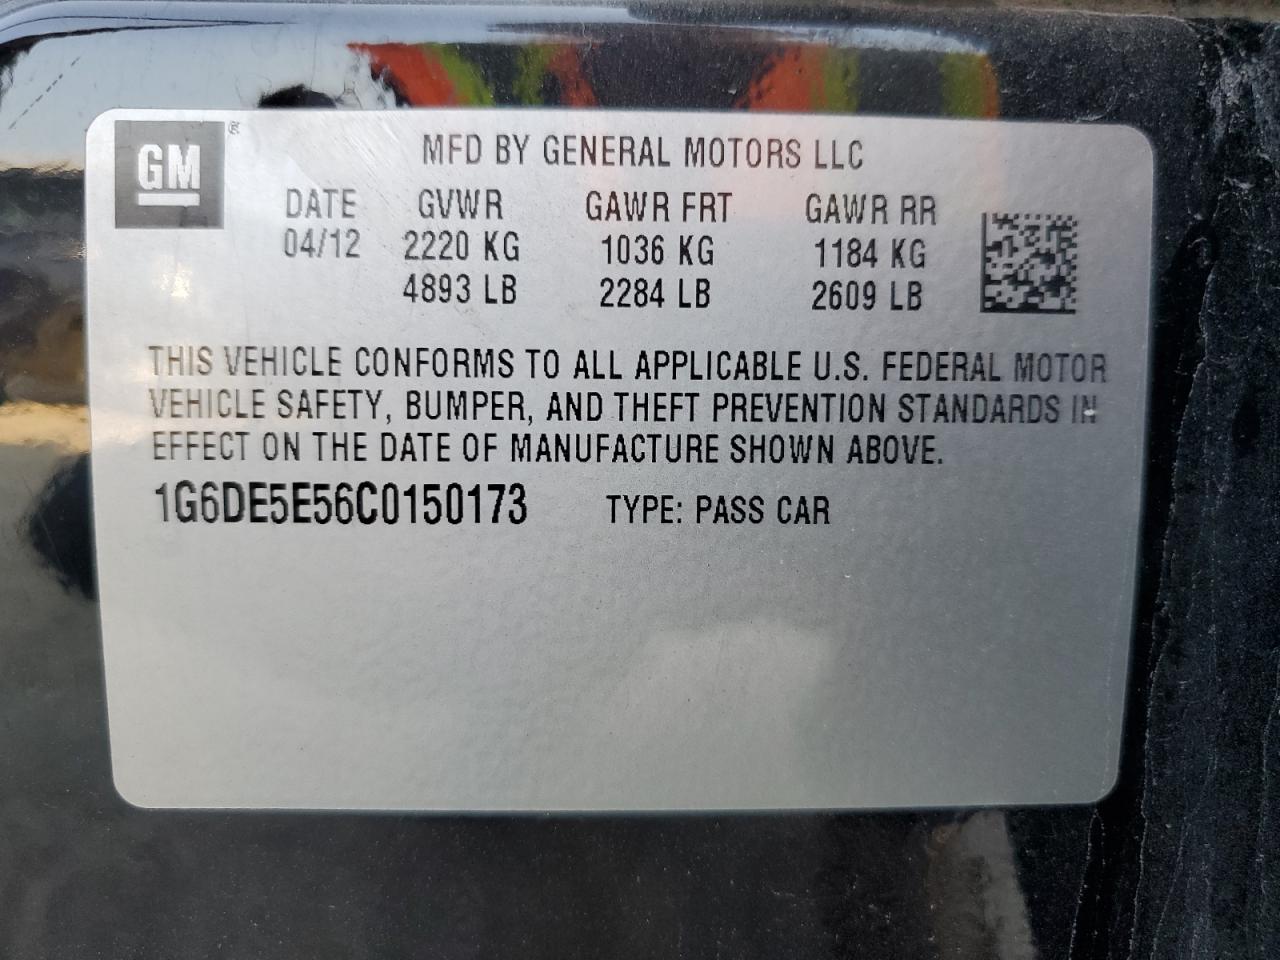 GM ®
MFD BY GENERAL MOTORS LLC
DATE GVWR GAWR FRT GAWR RR
04/12 2220 KG 1036 KG 1184 KG
4893 LB 2284 LB 2609 LB
THIS VEHICLE CONFORMS TO ALL APPLICABLE U.S. FEDERAL MOTOR
VEHICLE SAFETY, BUMPER, AND THEFT PREVENTION STANDARDS IN
EFFECT ON THE DATE OF MANUFACTURE SHOWN ABOVE.
1G6DE5E56C0150173 TYPE: PASS CAR